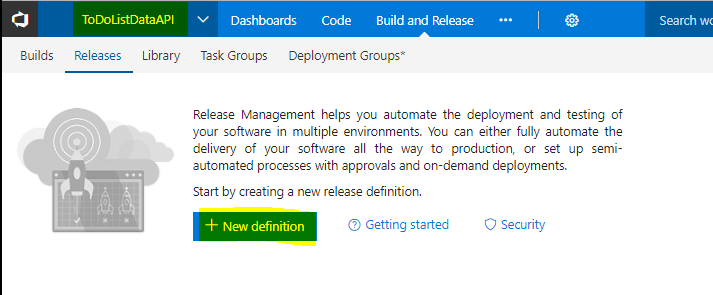 ToDoListDataAPI Dashboards Code Build and Release ••• Search wo
Builds Releases Library Task Groups Deployment Groups*
Release Management helps you automate the deployment and testing of
your software in multiple environments. You can either fully automate the
delivery of your software all the way to production, or set up semi-
automated processes with approvals and on-demand deployments.
Start by creating a new release definition.
+ New definition Getting started Security